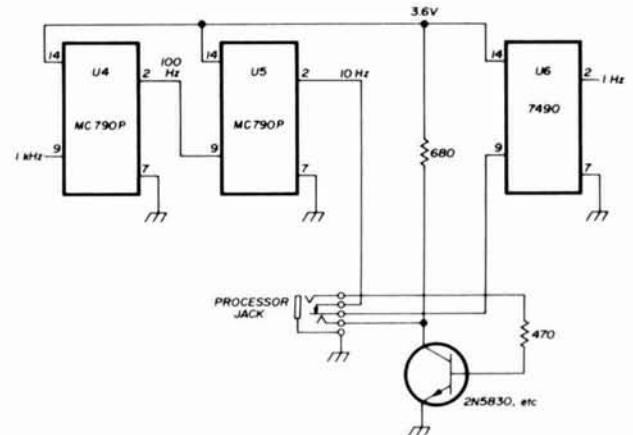 3.6V
14
U4
2
100
Hz
MC790P
9
1 kHz
7
14
U5
2
10 Hz
MC790P
9
7
680
14
U6
2
1 Hz
7490
9
7
PROCESSOR
JACK
470
2N5830, etc